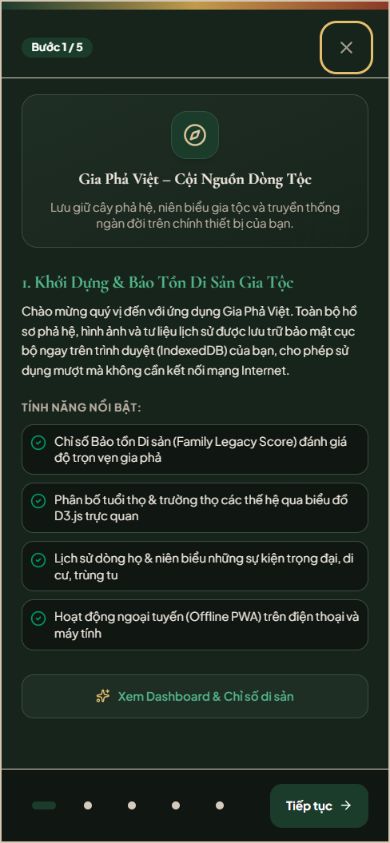 Bước 1 / 5
Gia Phả Việt – Cội Nguồn Dòng Tộc
Lưu giữ cây phả hệ, niên biểu gia tộc và truyền thống
ngàn đời trên chính thiết bị của bạn.
1. Khởi Dựng & Bảo Tồn Di Sản Gia Tộc
Chào mừng quý vị đến với ứng dụng Gia Phả Việt. Toàn bộ hồ
sơ phả hệ, hình ảnh và tư liệu lịch sử được lưu trữ bảo mật cục
bộ ngay trên trình duyệt (IndexedDB) của bạn, cho phép sử
dụng mượt mà không cần kết nối mạng Internet.
TÍNH NĂNG NỔI BẬT:
Chỉ số Bảo tồn Di sản (Family Legacy Score) đánh giá
độ trọn vẹn gia phả
Phân bố tuổi thọ & trường thọ các thế hệ qua biểu đồ
D3.js trực quan
Lịch sử dòng họ & niên biểu những sự kiện trọng đại, di
cư, trùng tu
Hoạt động ngoại tuyến (Offline PWA) trên điện thoại và
máy tính
Xem Dashboard & Chỉ số di sản
Tiếp tục